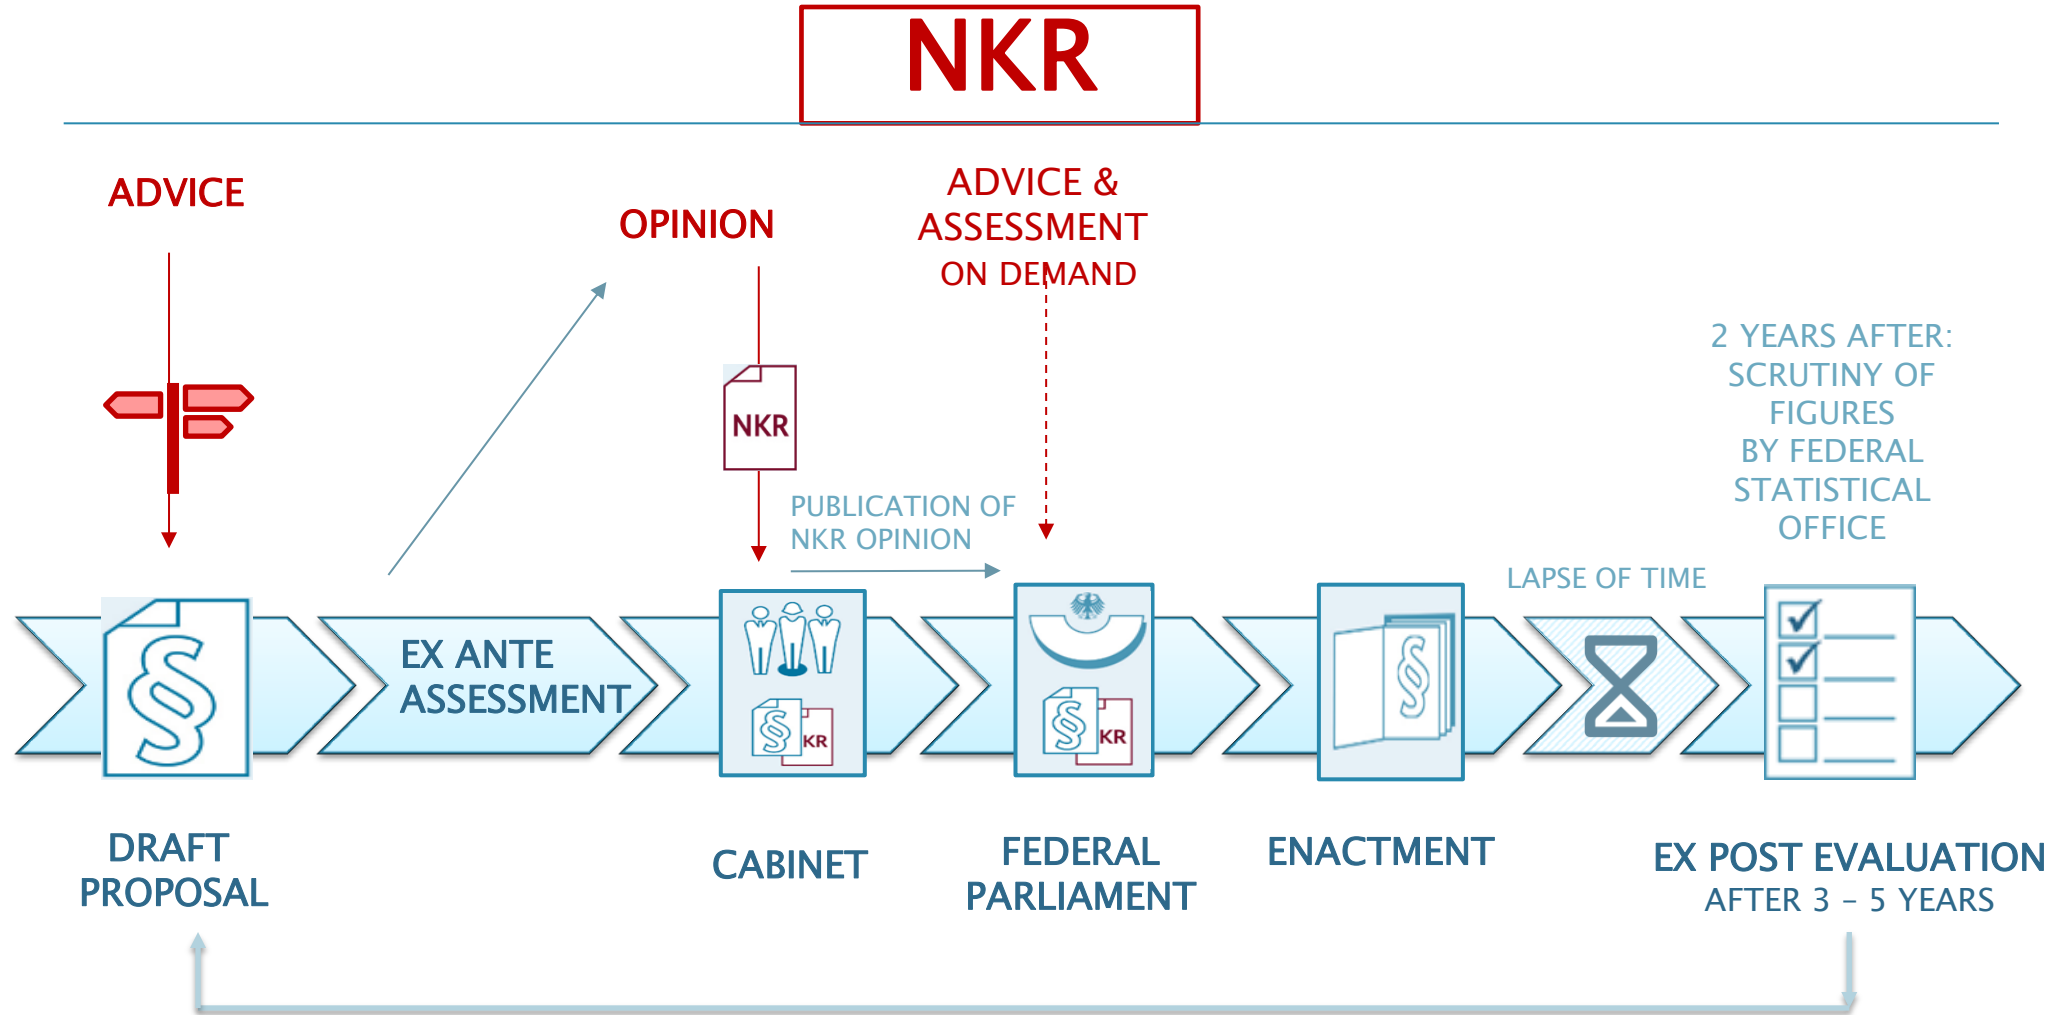 NKR
ADVICE
OPINION
ADVICE &
ASSESSMENT
ON DEMAND
NKR
PUBLICATION OF
NKR OPINION
2 YEARS AFTER:
SCRUTINY OF
FIGURES
BY FEDERAL
STATISTICAL
OFFICE
LAPSE OF TIME
§
EX ANTE
ASSESSMENT
§
KR
§
KR
§
DRAFT
PROPOSAL
CABINET
FEDERAL
PARLIAMENT
ENACTMENT
EX POST EVALUATION
AFTER 3 – 5 YEARS